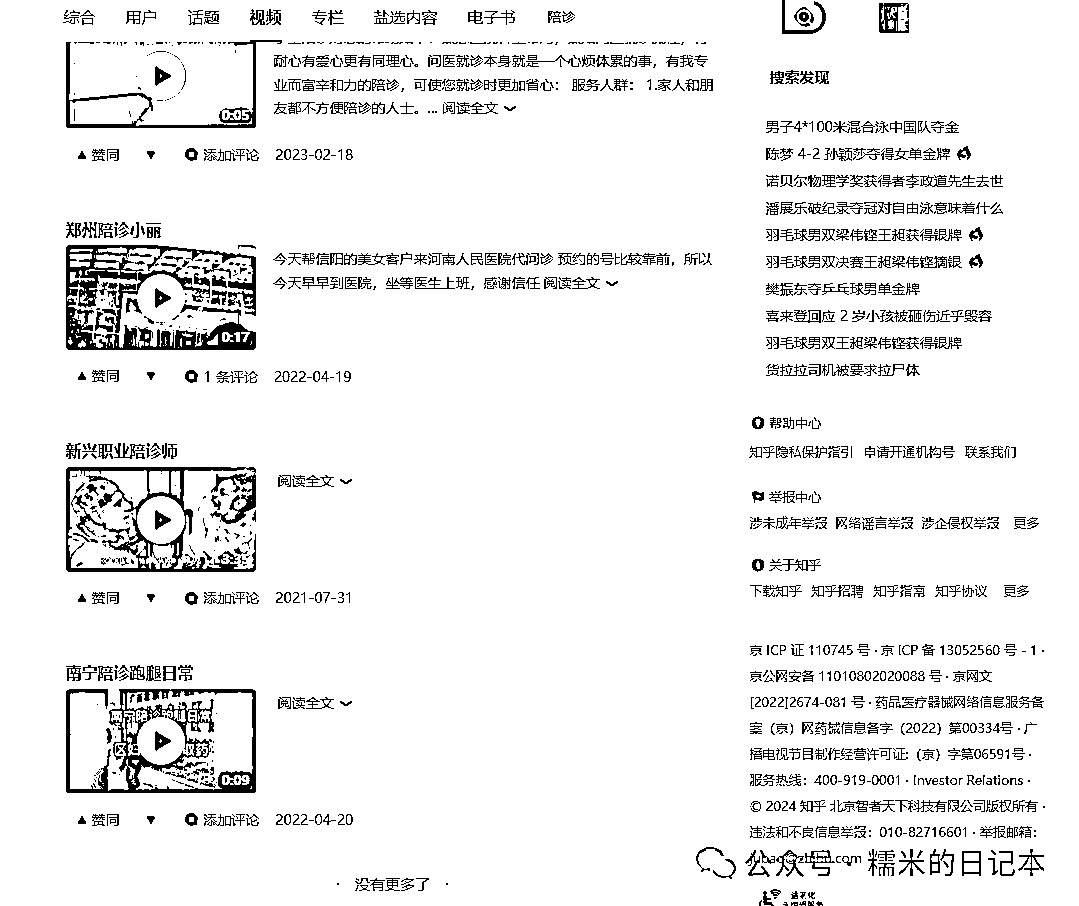 综合 用户 话题 视频 专栏 盐选内容 电子书 陪诊
耐心有爱心更有同理心。问医就诊本身就是一个心烦体累的事，有我专
业而富辛和力的陪诊，可使您就诊时更加省心： 服务人群： 1.家人和朋
友都不方便陪诊的人士。... 阅读全文
0:05
赞同 添加评论 2023-02-18
郑州陪诊小丽
今天帮信阳的美女客户来河南人民医院代问诊 预约的号比较靠前，所以
今天早早到医院，坐等医生上班，感谢信任 阅读全文
0:17
赞同 1 条评论 2022-04-19
新兴职业陪诊师
阅读全文
赞同 添加评论 2021-07-31
南宁陪诊跑腿日常
阅读全文
南宁陪诊跑腿日常
0:09
赞同 添加评论 2022-04-20
· 没有更多了 ·
搜索发现
男子4*100米混合泳中国队夺金
陈梦 4-2 孙颖莎夺得女单金牌
诺贝尔物理学奖获得者李政道先生去世
潘展乐破纪录夺冠对自由泳意味着什么
羽毛球男双梁伟铿王昶获得银牌
羽毛球男双决赛王昶梁伟铿摘银
樊振东夺乒乓球男单金牌
喜来登回应 2 岁小孩被砸伤近乎毁容
羽毛球男双王昶梁伟铿获得银牌
货拉拉司机被要求拉尸体
帮助中心
知乎隐私保护指引 申请开通机构号 联系我们
举报中心
涉未成年举报 网络谣言举报 涉企侵权举报 更多
关于知乎
下载知乎 知乎招聘 知乎指南 知乎协议 更多
京 ICP 证 110745 号 · 京 ICP 备 13052560 号 - 1 ·
京公网安备 11010802020088 号 · 京网文
[2022]2674-081 号 · 药品医疗器械网络信息服务备
案（京）网药械信息备字（2022）第00334号 · 广
播电视节目制作经营许可证:（京）字第06591号 ·
服务热线：400-919-0001 · Investor Relations ·
© 2024 知乎 北京智者天下科技有限公司版权所有 ·
违法和不良信息举报：010-82716601 · 举报邮箱：
jubao@zhihu.com
公众号 · 糯米的日记本